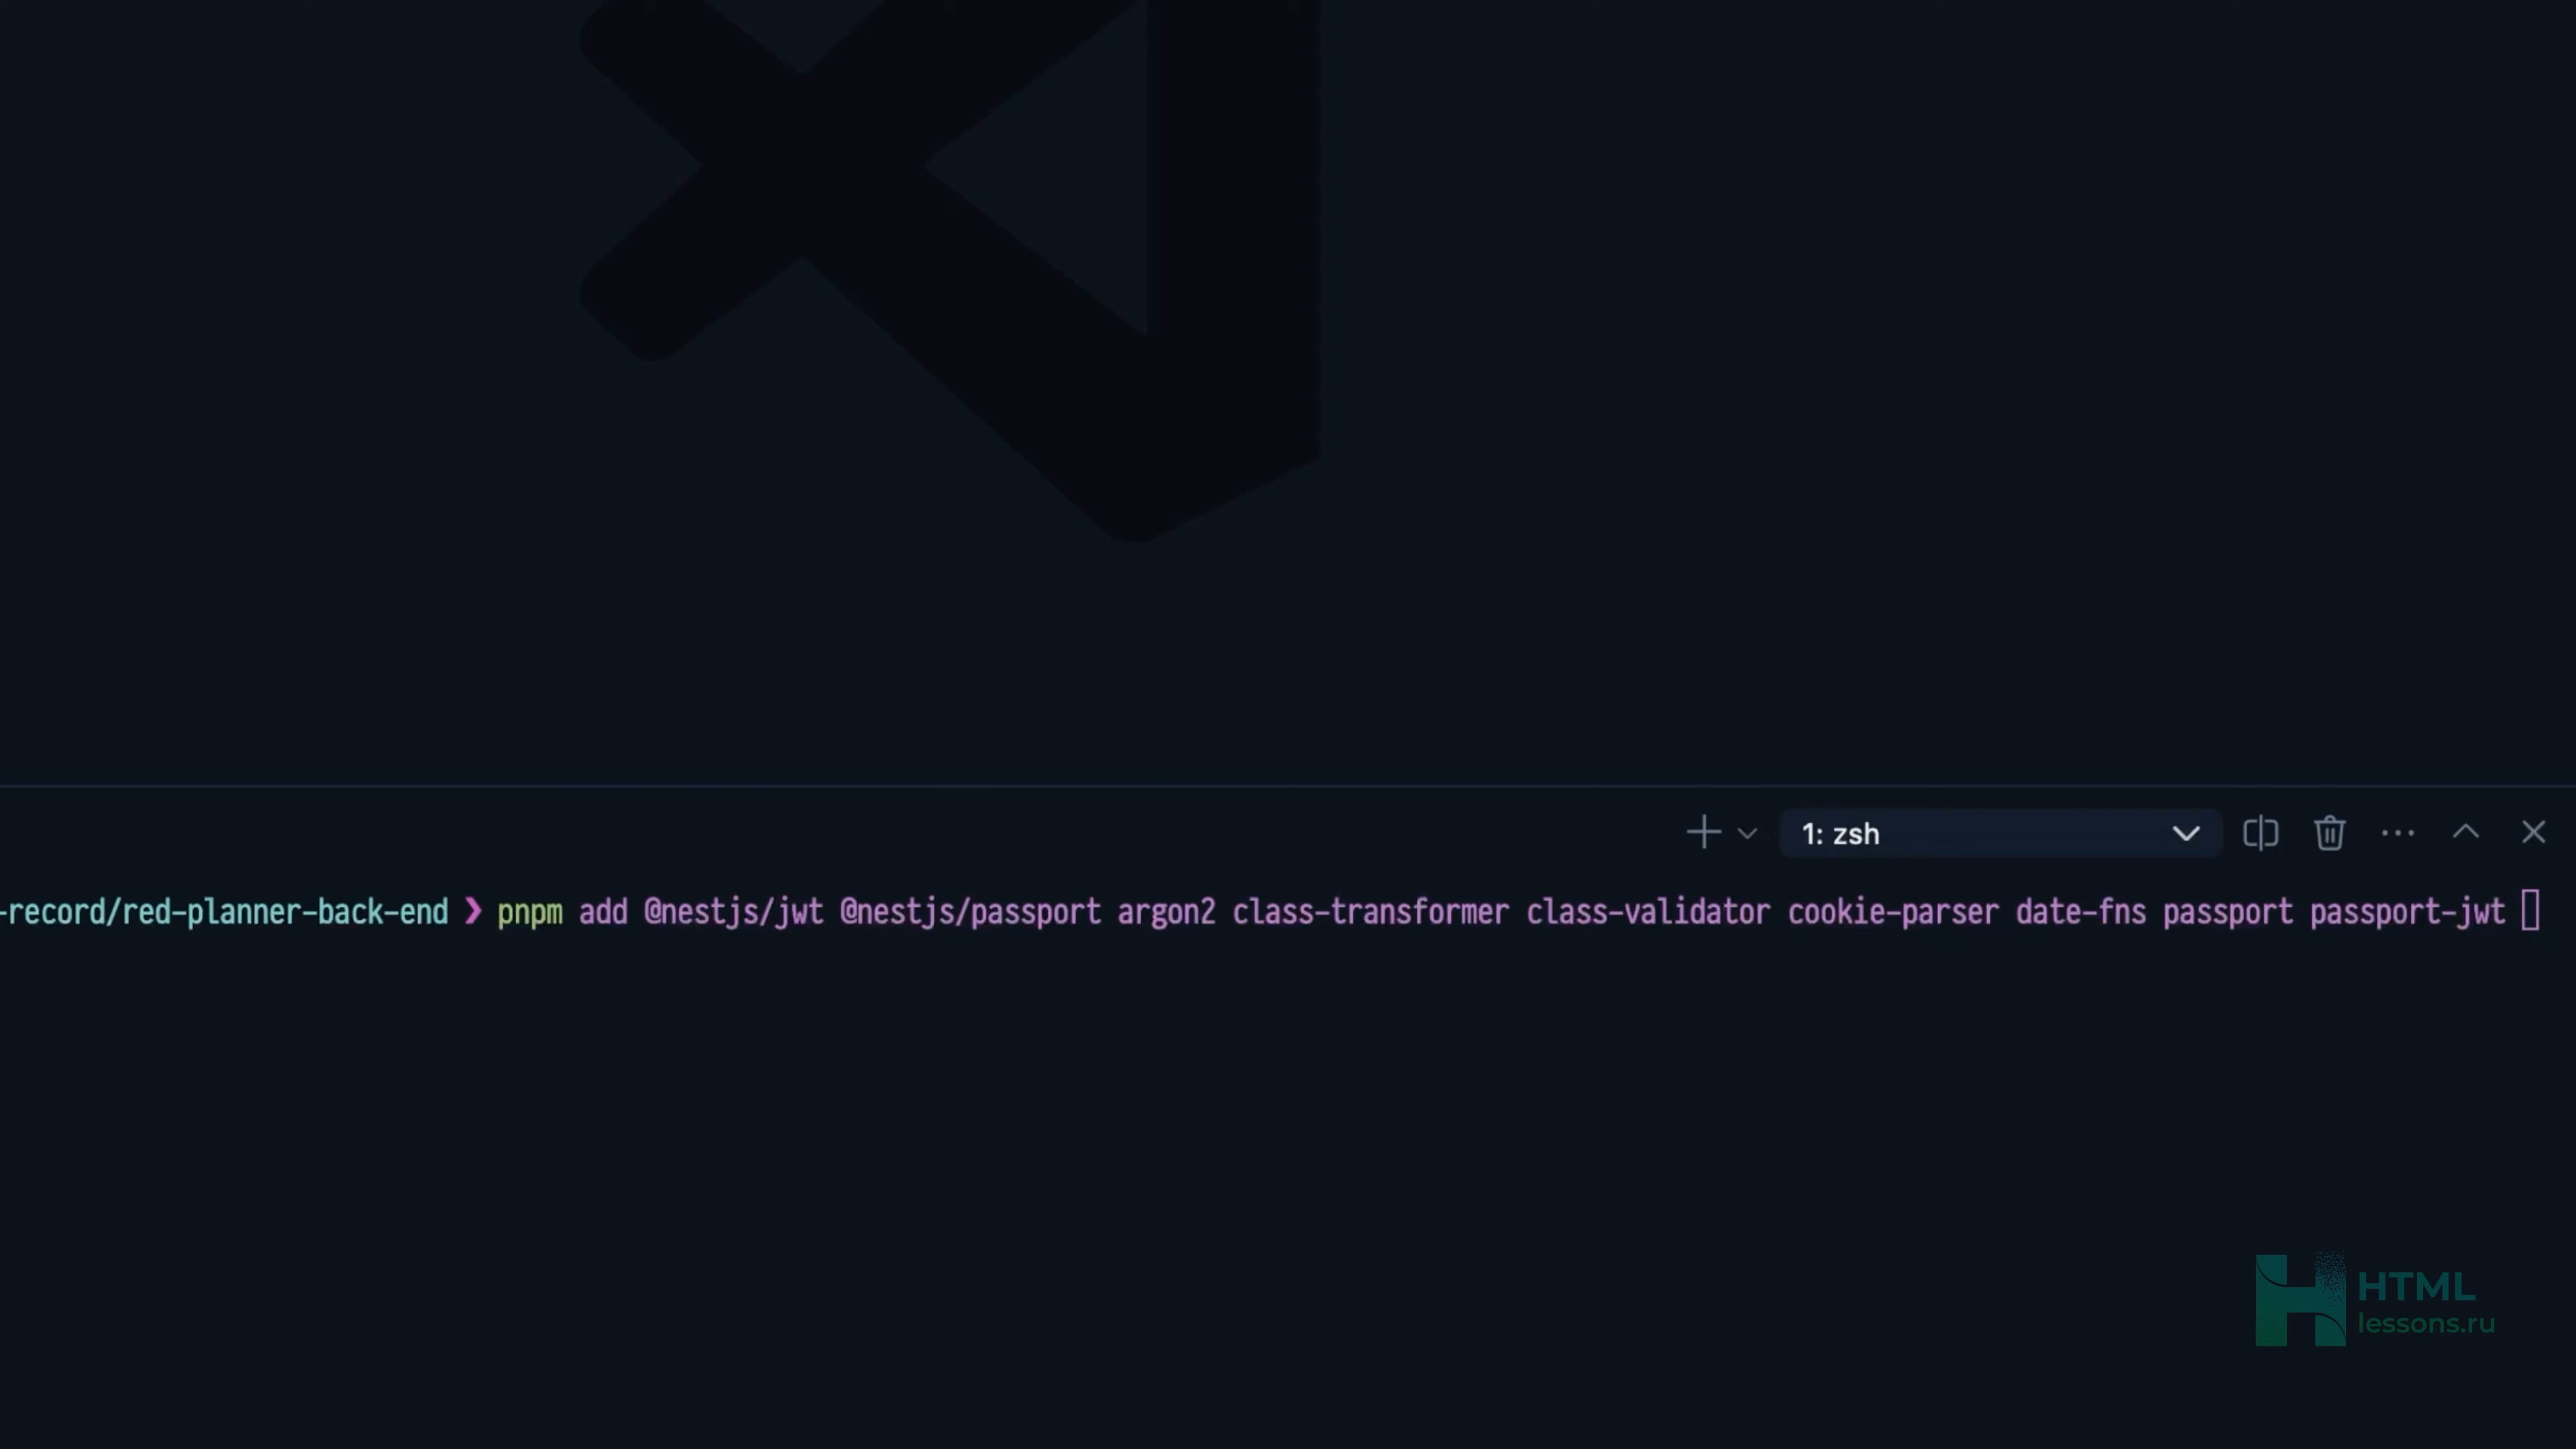 1: zsh
-record/red-planner-back-end ❯ pnpm add @nestjs/jwt @nestjs/passport argon2 class-transformer class-validator cookie-parser date-fns passport passport-jwt
HTML
lessons.ru